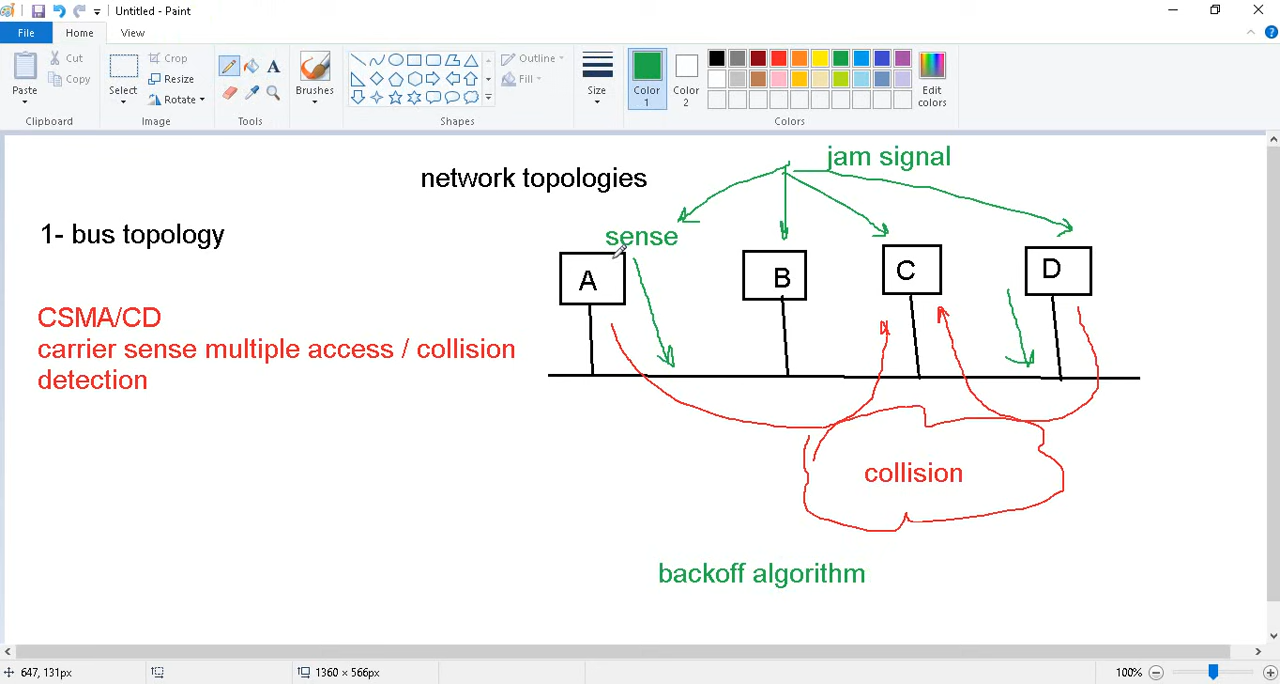 Untitled - Paint
File
Home
View
Paste
Cut
Copy
Clipboard
Select
Crop
Resize
Rotate
Image
A
Tools
Brushes
Shapes
Outline
Fill
Size
Color 1
Color 2
Edit colors
Colors
network topologies
jam signal
1- bus topology
sense
A
B
C
D
CSMA/CD
carrier sense multiple access / collision
detection
collision
backoff algorithm
647, 131px
1360 × 566px
100%